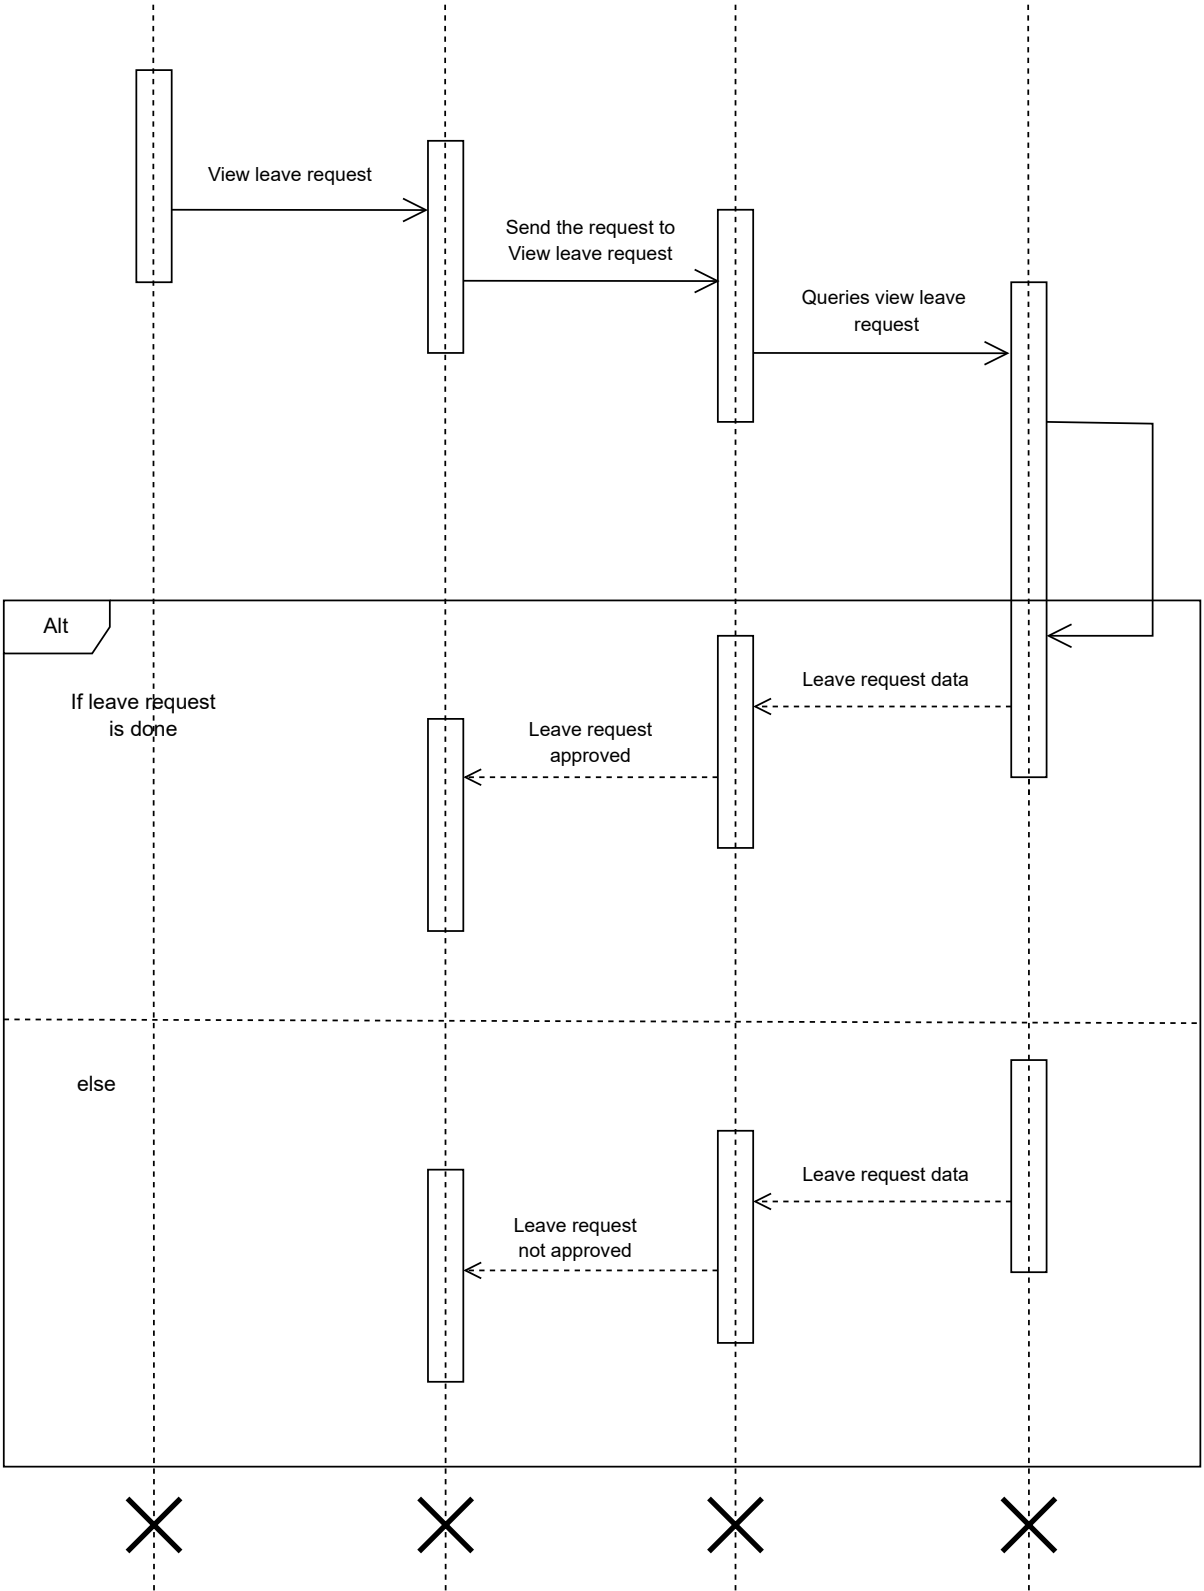 View leave request
Send the request to
View leave request
Queries view leave
request
Alt
If leave request
is done
Leave request data
Leave request
approved
else
Leave request data
Leave request
not approved